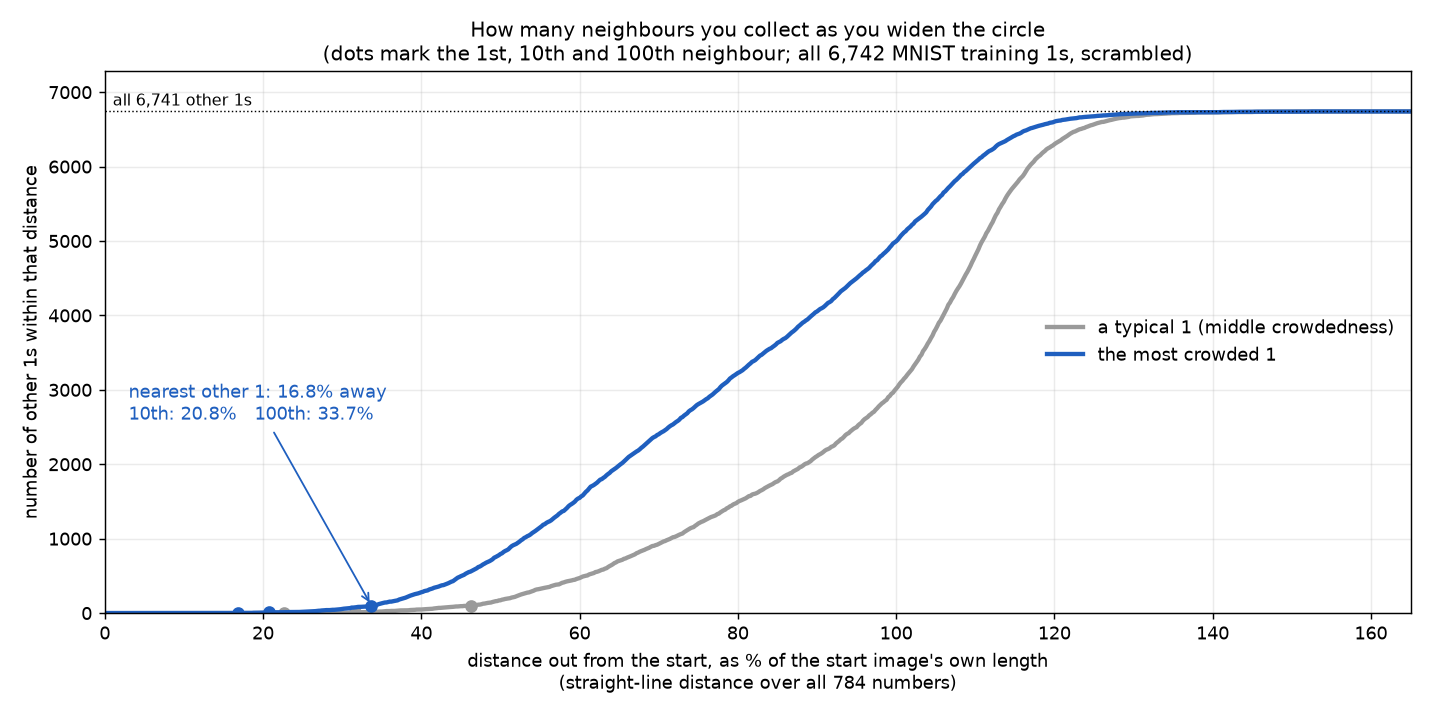 How many neighbours you collect as you widen the circle
(dots mark the 1st, 10th and 100th neighbour; all 6,742 MNIST training 1s, scrambled)
number of other 1s within that distance
7000
6000
5000
4000
3000
2000
1000
0
all 6,741 other 1s
nearest other 1: 16.8% away
10th: 20.8%   100th: 33.7%
a typical 1 (middle crowdedness)
the most crowded 1
0 20 40 60 80 100 120 140 160
distance out from the start, as % of the start image's own length
(straight-line distance over all 784 numbers)